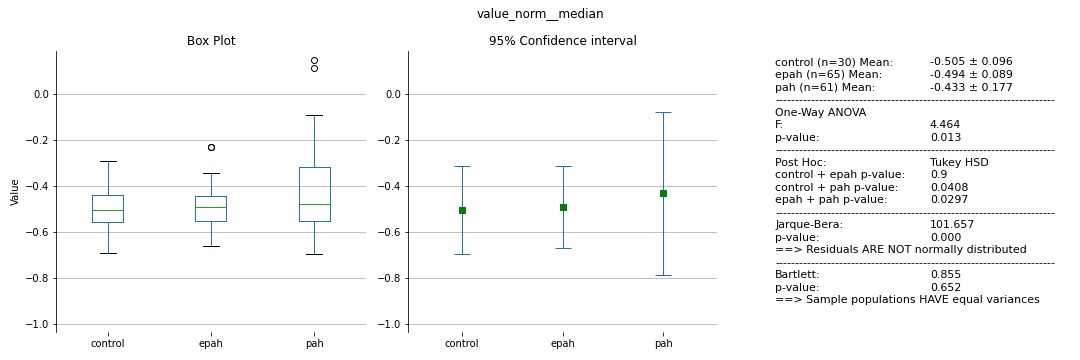 value_norm__median
Box Plot
Value
0.0
−0.2
−0.4
−0.6
−0.8
−1.0
control
epah
pah
95% Confidence interval
0.0
−0.2
−0.4
−0.6
−0.8
−1.0
control
epah
pah
control (n=30) Mean: -0.505 ± 0.096
epah (n=65) Mean: -0.494 ± 0.089
pah (n=61) Mean: -0.433 ± 0.177
One-Way ANOVA
F: 4.464
p-value: 0.013
Post Hoc: Tukey HSD
control + epah p-value: 0.9
control + pah p-value: 0.0408
epah + pah p-value: 0.0297
Jarque-Bera: 101.657
p-value: 0.000
==> Residuals ARE NOT normally distributed
Bartlett: 0.855
p-value: 0.652
==> Sample populations HAVE equal variances